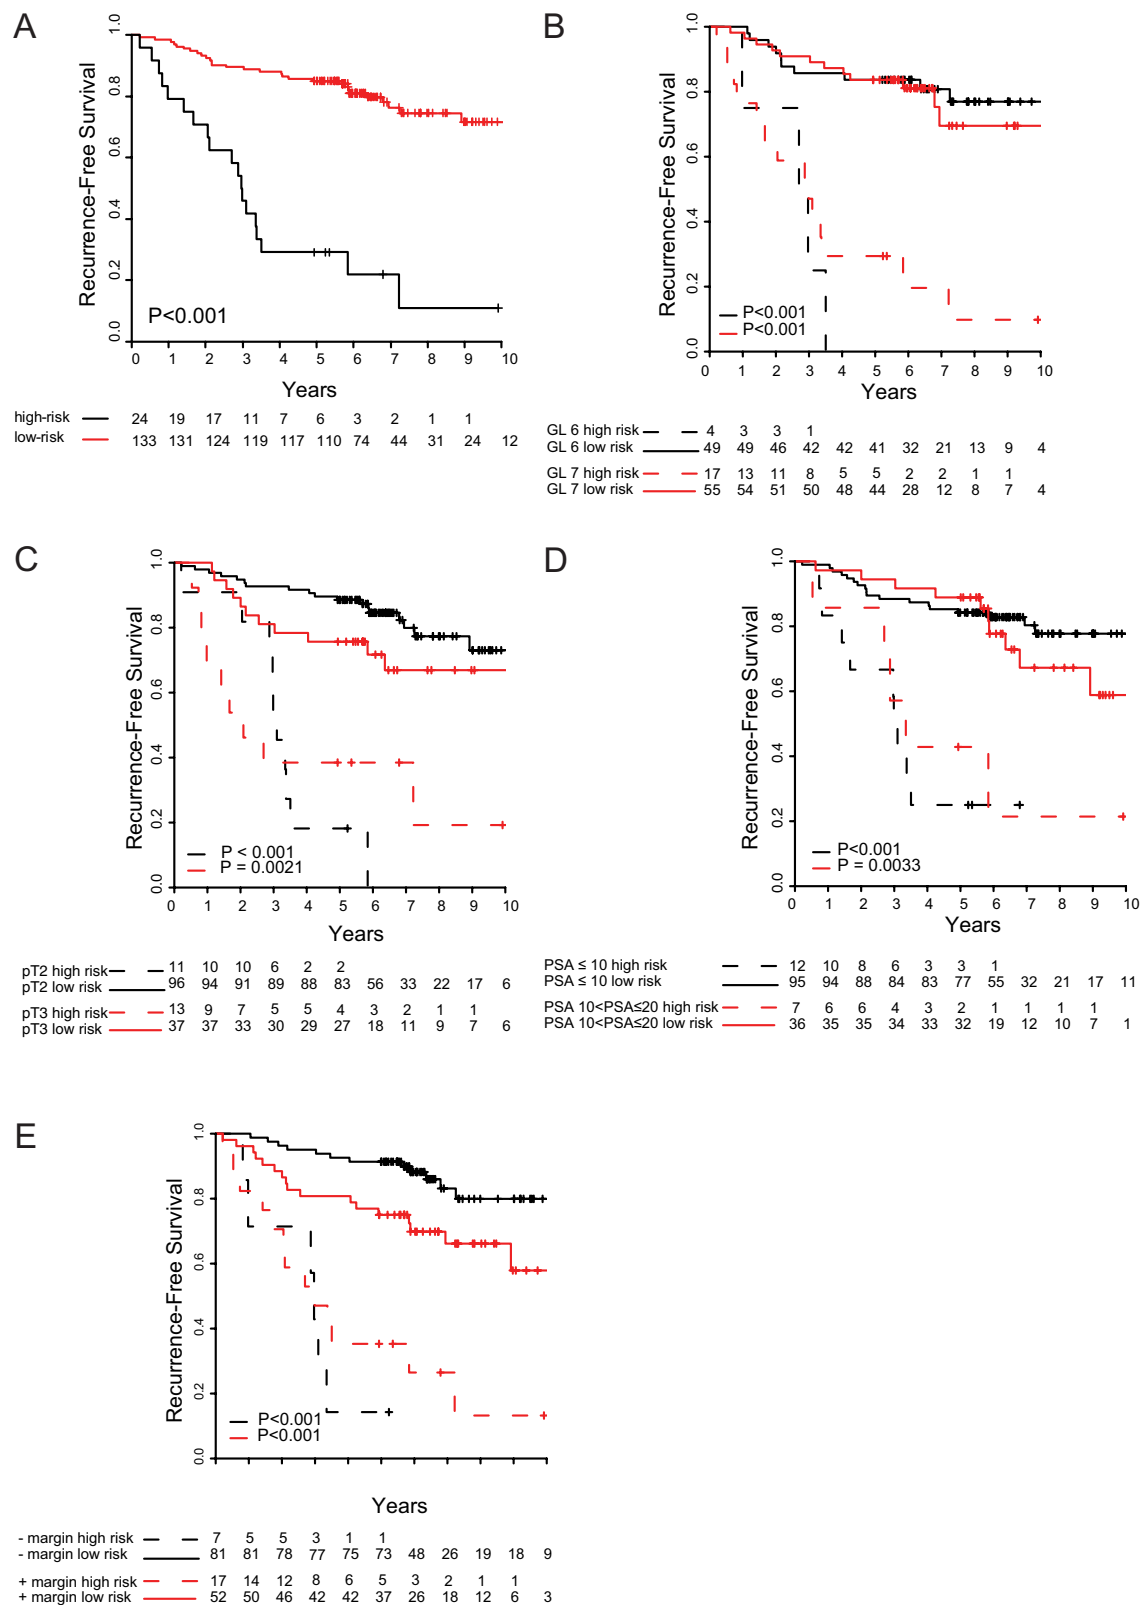 A
Recurrence-Free Survival
0.0 0.2 0.4 0.6 0.8 1.0
P<0.001
0 1 2 3 4 5 6 7 8 9 10
Years
high-risk 24 19 17 11 7 6 3 2 1 1
low-risk 133 131 124 119 117 110 74 44 31 24 12
B
Recurrence-Free Survival
0.0 0.2 0.4 0.6 0.8 1.0
P<0.001
P<0.001
0 1 2 3 4 5 6 7 8 9 10
Years
GL 6 high risk 4 3 3 1
GL 6 low risk 49 49 46 42 42 41 32 21 13 9 4
GL 7 high risk 17 13 11 8 5 5 2 2 1 1
GL 7 low risk 55 54 51 50 48 44 28 12 8 7 4
C
Recurrence-Free Survival
0.0 0.2 0.4 0.6 0.8 1.0
P < 0.001
P = 0.0021
0 1 2 3 4 5 6 7 8 9 10
Years
pT2 high risk 11 10 10 6 2 2
pT2 low risk 96 94 91 89 88 83 56 33 22 17 6
pT3 high risk 13 9 7 5 5 4 3 2 1 1
pT3 low risk 37 37 33 30 29 27 18 11 9 7 6
D
Recurrence-Free Survival
0.0 0.2 0.4 0.6 0.8 1.0
P<0.001
P = 0.0033
0 1 2 3 4 5 6 7 8 9 10
Years
PSA ≤ 10 high risk 12 10 8 6 3 3 1
PSA ≤ 10 low risk 95 94 88 84 83 77 55 32 21 17 11
PSA 10<PSA≤20 high risk 7 6 6 4 3 2 1 1 1 1
PSA 10<PSA≤20 low risk 36 35 35 34 33 32 19 12 10 7 1
E
Recurrence-Free Survival
0.0 0.2 0.4 0.6 0.8 1.0
P<0.001
P<0.001
Years
- margin high risk 7 5 5 3 1 1
- margin low risk 81 81 78 77 75 73 48 26 19 18 9
+ margin high risk 17 14 12 8 6 5 3 2 1 1
+ margin low risk 52 50 46 42 42 37 26 18 12 6 3